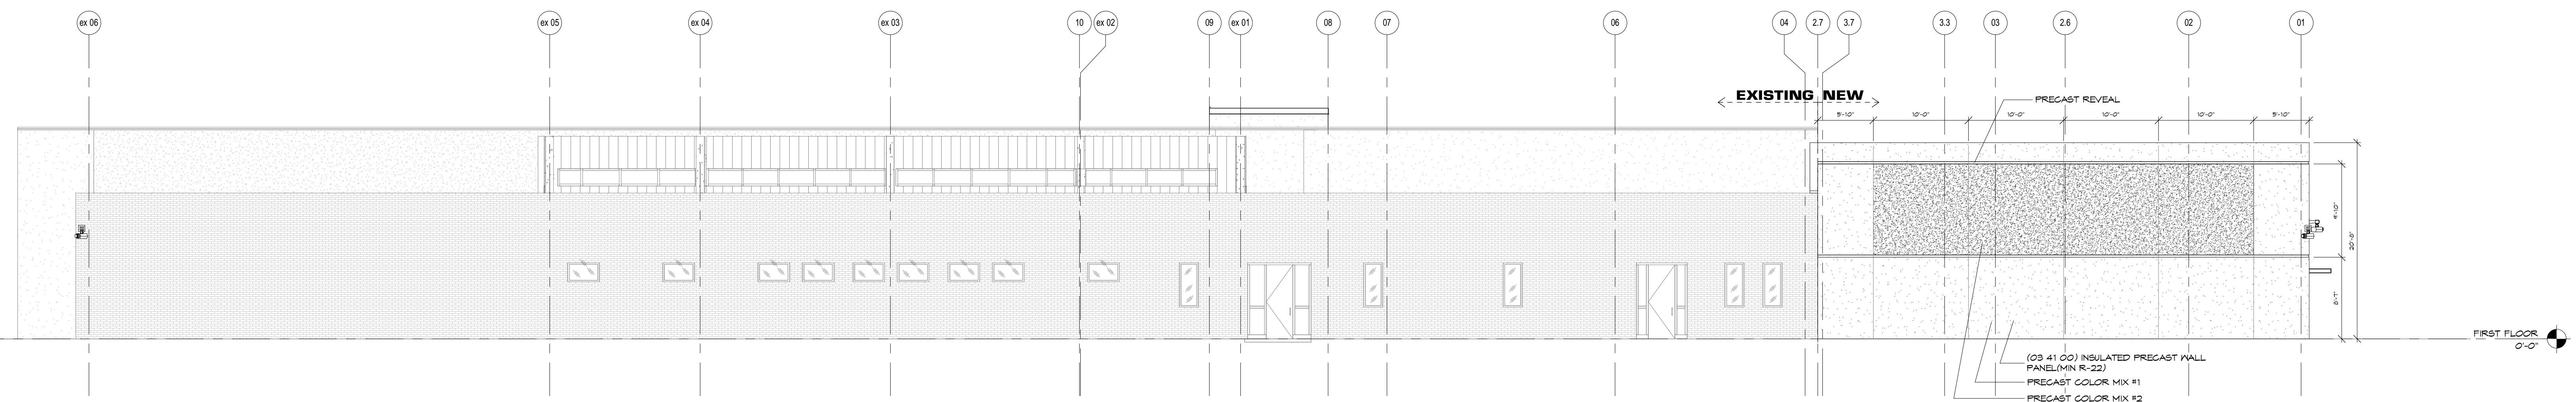 ex 06
ex 05
ex 04
ex 03
10
ex 02
09
ex 01
08
07
06
04
2.7
3.7
3.3
03
2.6
02
01
EXISTING NEW
PRECAST REVEAL
5'-10"
10'-0"
10'-0"
10'-0"
10'-0"
5'-10"
9'-10"
20'-8"
8'-7"
FIRST FLOOR
0'-0"
(03 41 00) INSULATED PRECAST WALL
PANEL(MIN R-22)
PRECAST COLOR MIX #1
PRECAST COLOR MIX #2